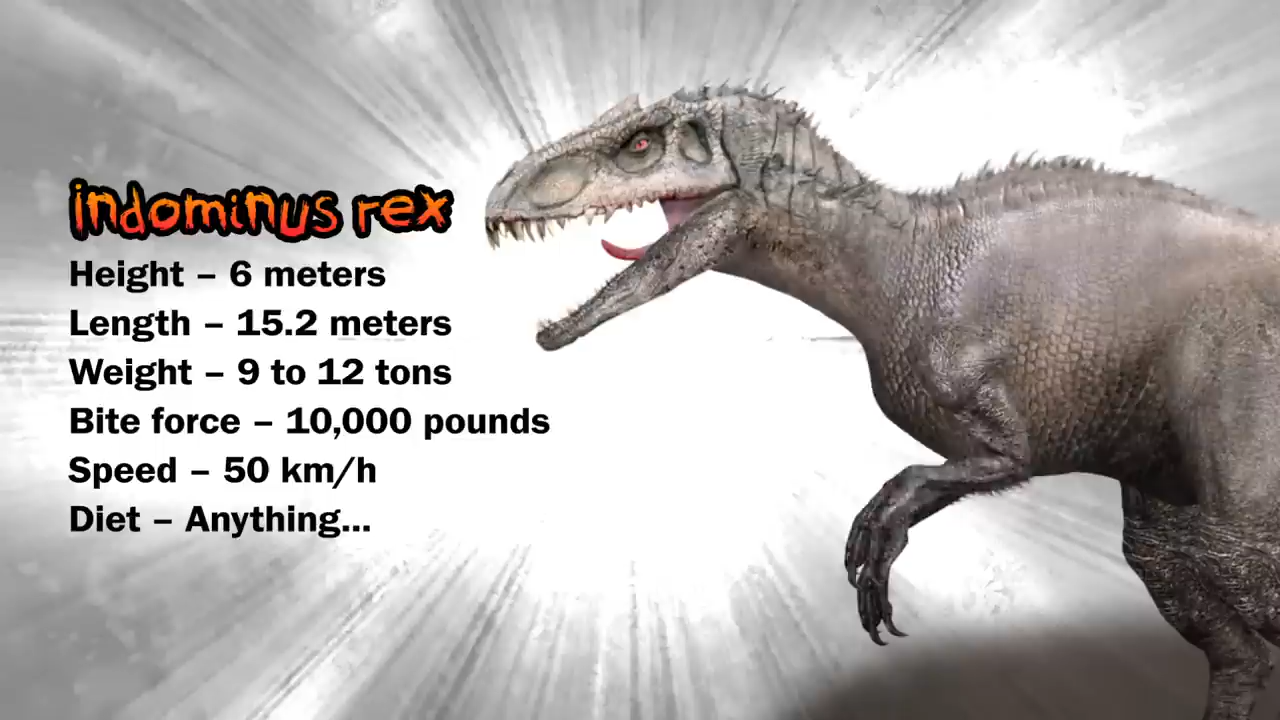 indominus rex
Height – 6 meters
Length – 15.2 meters
Weight – 9 to 12 tons
Bite force – 10,000 pounds
Speed – 50 km/h
Diet – Anything...